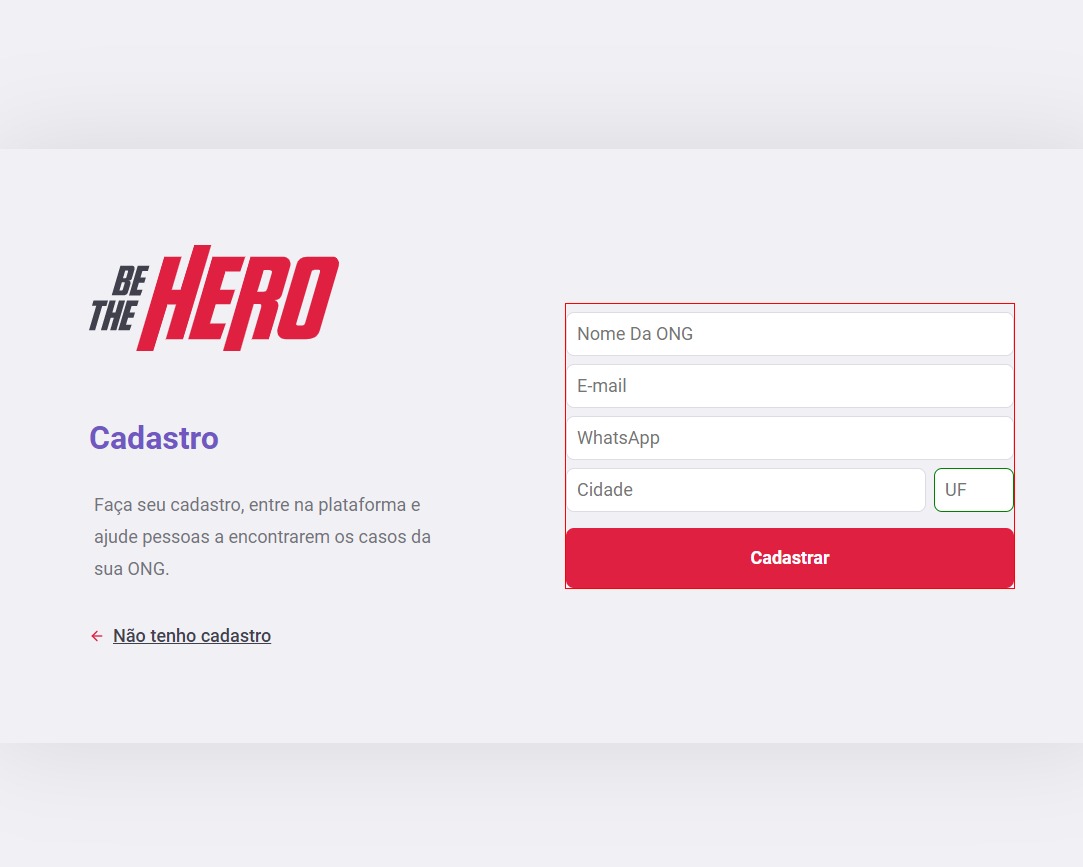 BE
THE
HERO
Cadastro
Faça seu cadastro, entre na plataforma e
ajude pessoas a encontrarem os casos da
sua ONG.
Não tenho cadastro
Nome Da ONG
E-mail
WhatsApp
Cidade
UF
Cadastrar